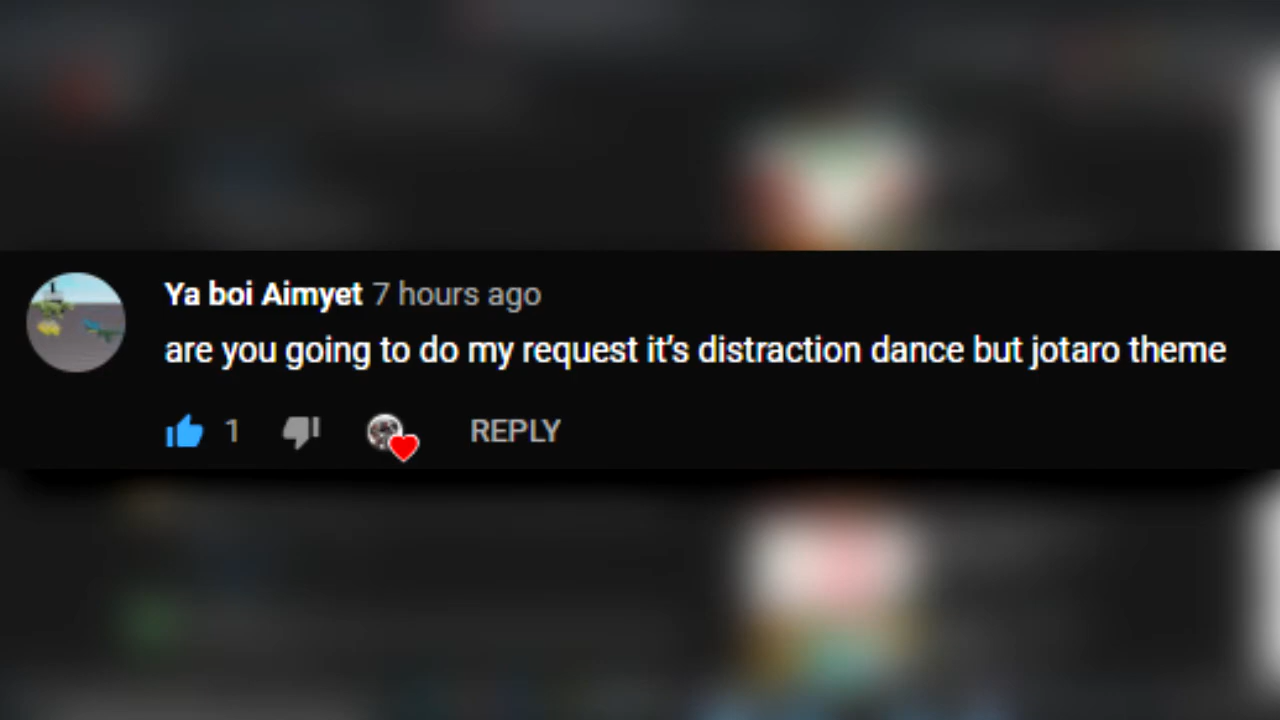 Ya boi Aimyet 7 hours ago
are you going to do my request it's distraction dance but jotaro theme
1 REPLY